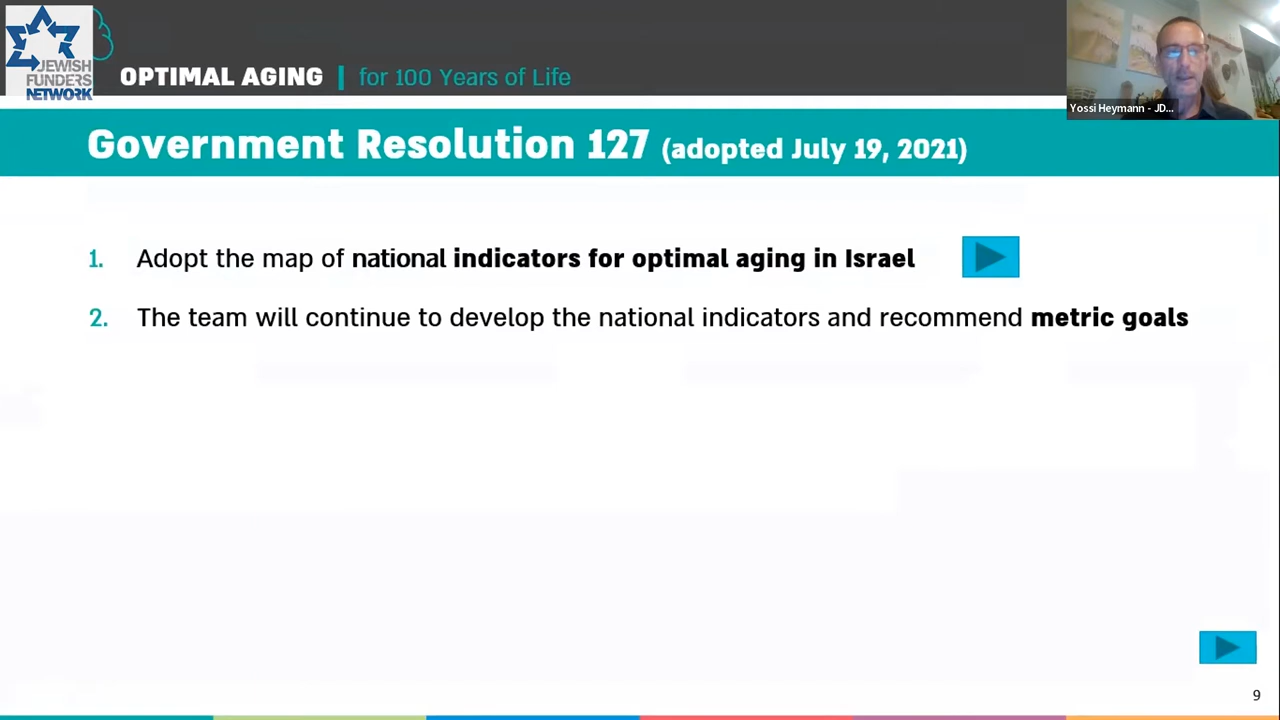 JEWISH
FUNDERS
NETWORK
OPTIMAL AGING | for 100 Years of Life
Yossi Heymann - JD...
Government Resolution 127 (adopted July 19, 2021)
1. Adopt the map of national indicators for optimal aging in Israel
2. The team will continue to develop the national indicators and recommend metric goals
9